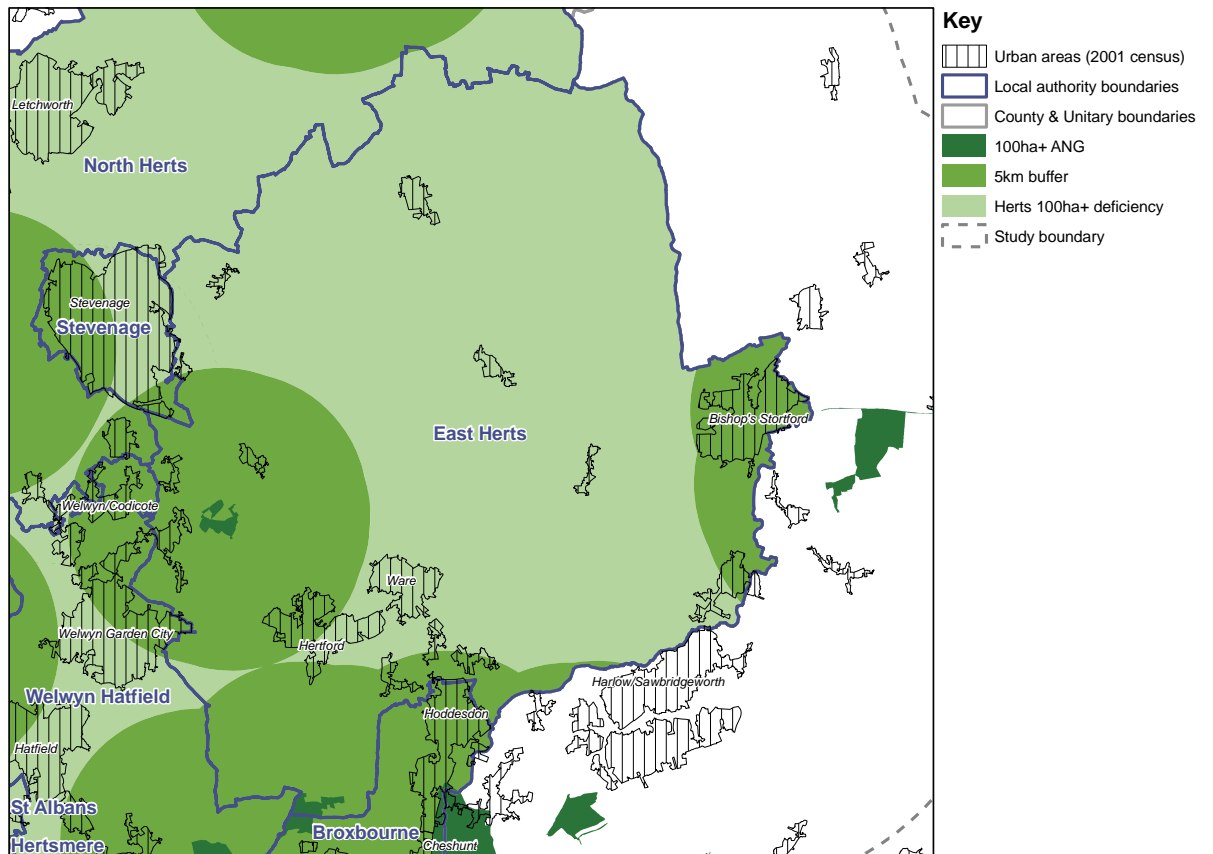 Key
Urban areas (2001 census)
Local authority boundaries
County & Unitary boundaries
100ha+ ANG
5km buffer
Herts 100ha+ deficiency
Study boundary
Letchworth
North Herts
Stevenage
Stevenage
Bishop's Stortford
East Herts
Welwyn/Codicote
Ware
Welwyn Garden City
Hertford
Harlow/Sawbridgeworth
Welwyn Hatfield
Hoddesdon
Hatfield
St Albans
Broxbourne
Hertsmere
Cheshunt